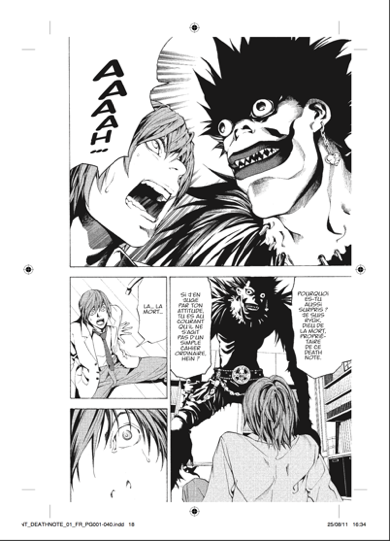 AAAAH...
POURQUOI
ES-TU
AUSSI
SURPRIS ?
JE SUIS
RYÛK,
DIEU DE
LA MORT,
PROPRIÉ-
TAIRE
DE CE
DEATH
NOTE.
SI J'EN
JUGE
PAR TON
ATTITUDE,
TU ES AU
COURANT
QU'IL NE
S'AGIT
PAS D'UN
SIMPLE
CAHIER
ORDINAIRE,
HEIN ?
LA... LA
MORT...
NT_DEATHNOTE_01_FR_PG001-040.indd 18
25/08/11 16:34